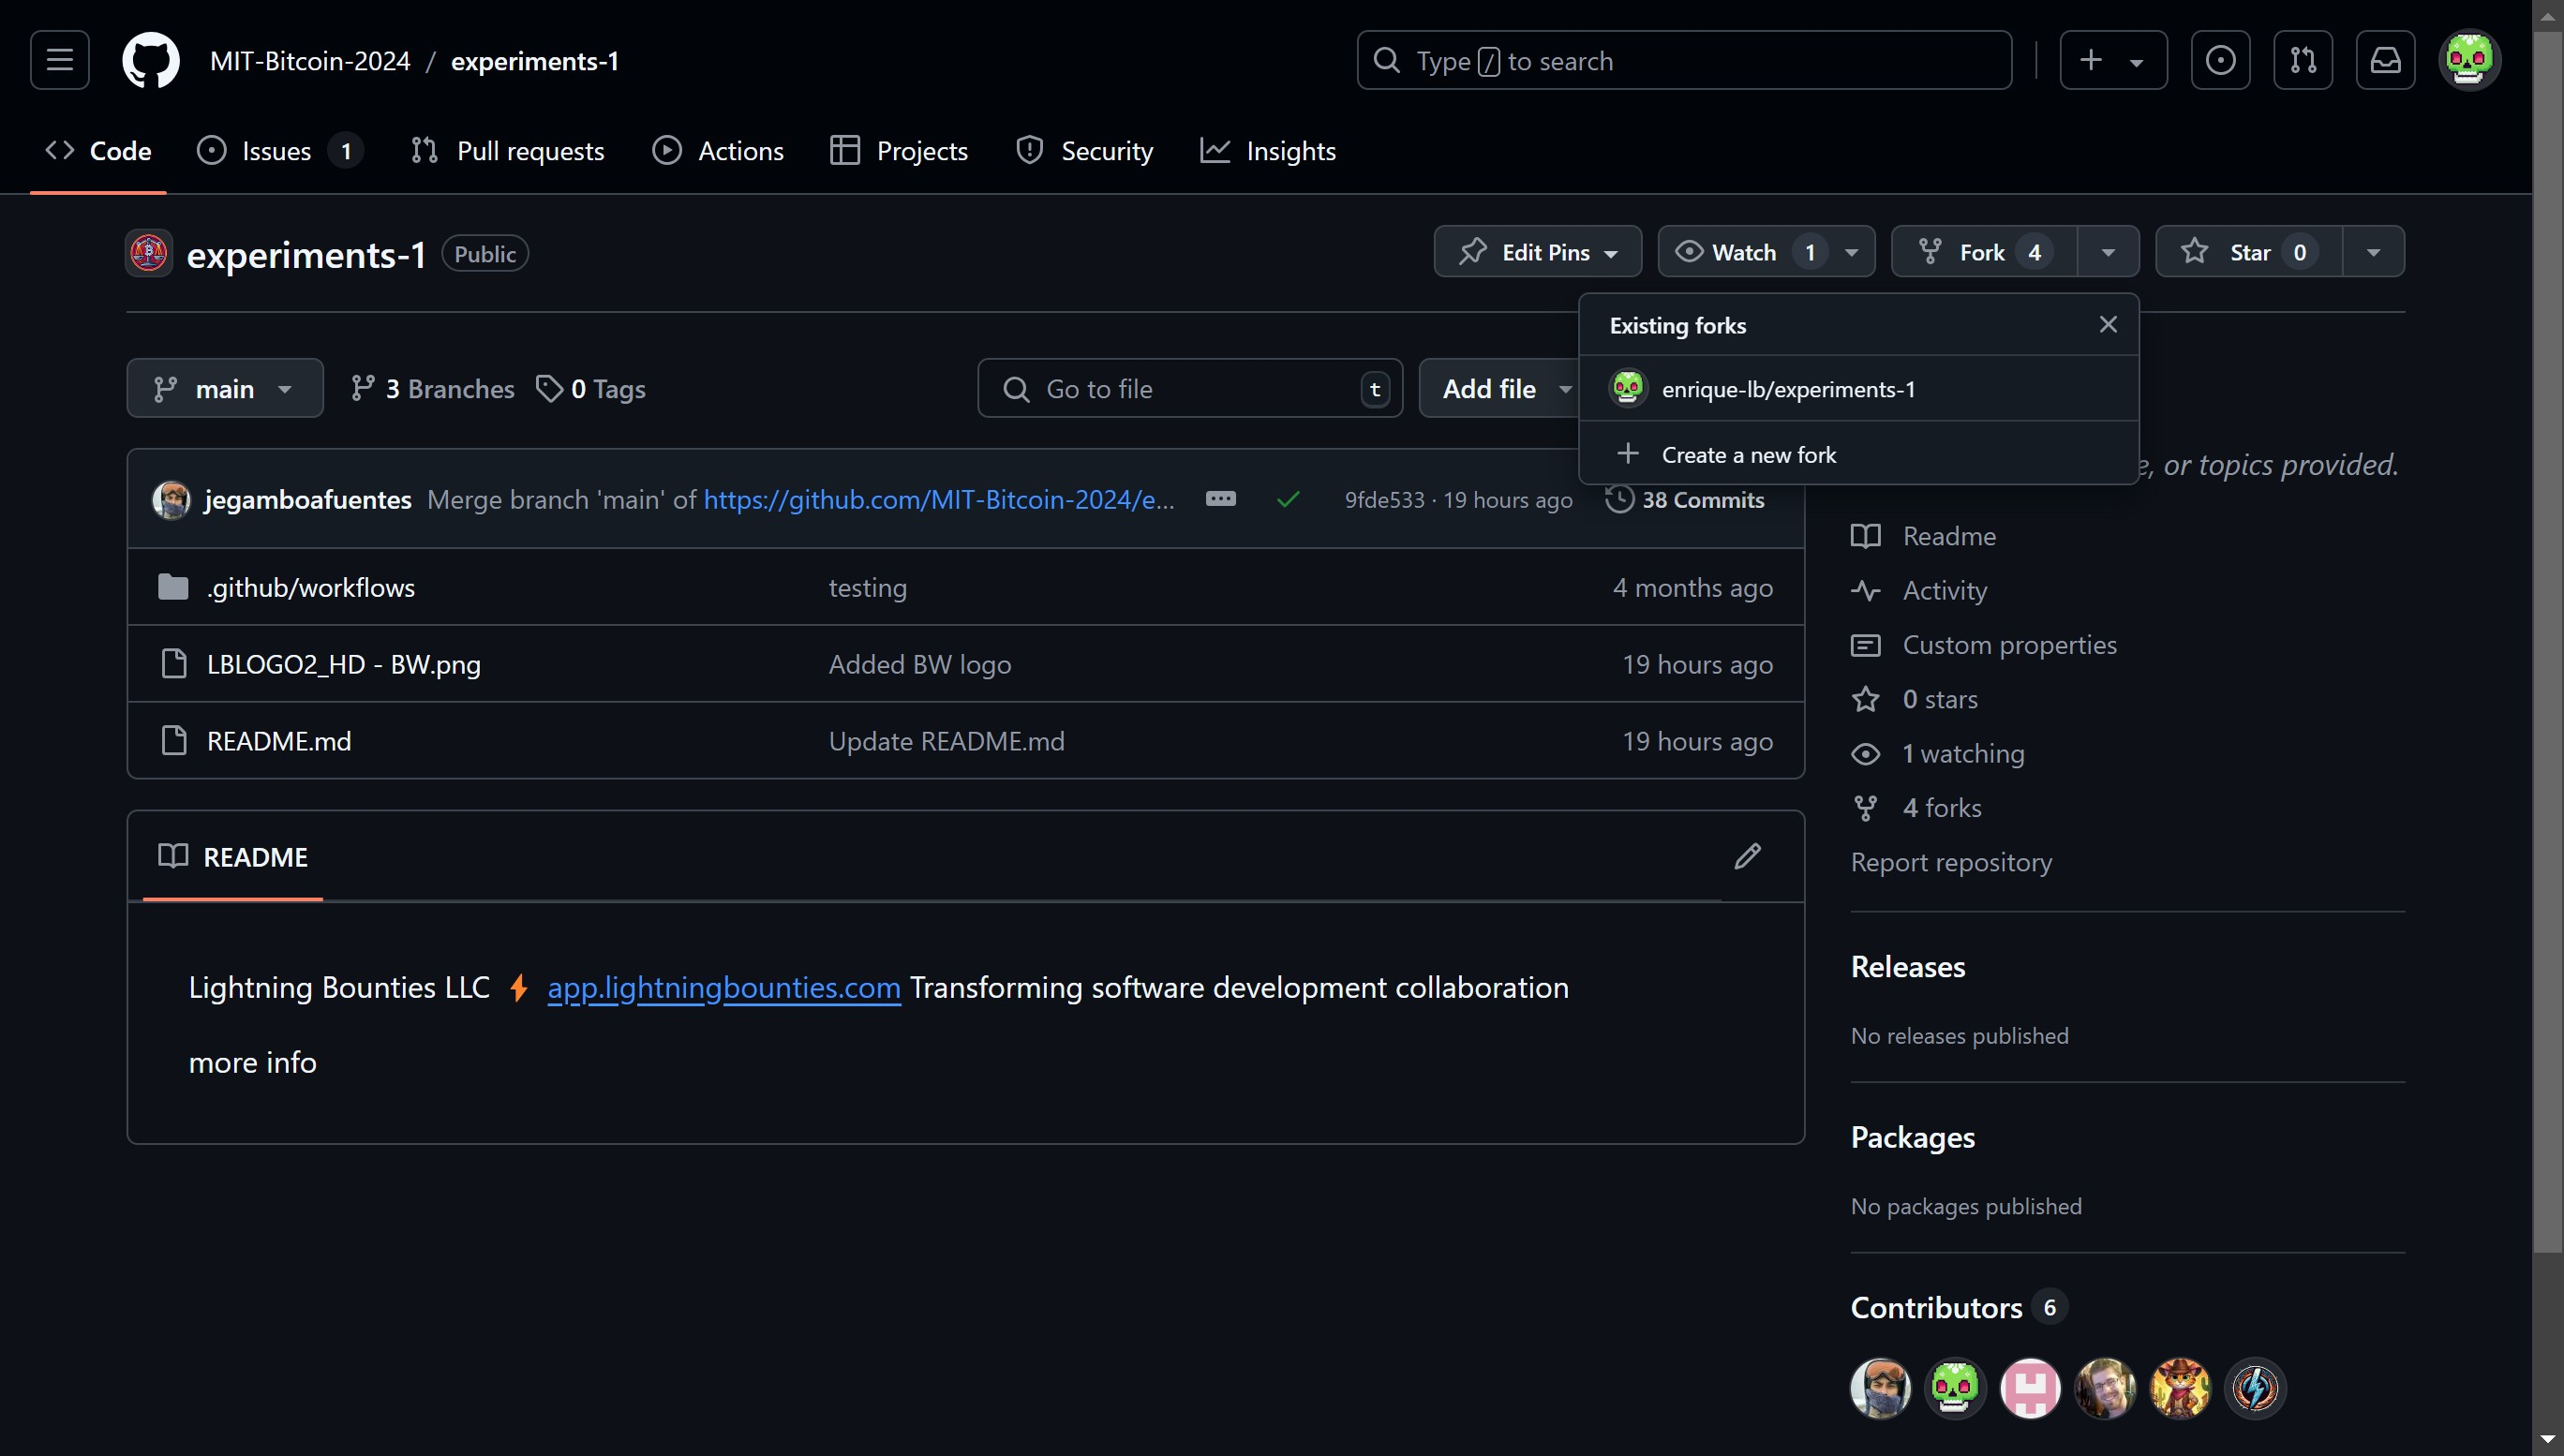 MIT-Bitcoin-2024 / experiments-1
Type / to search
Code
Issues 1
Pull requests
Actions
Projects
Security
Insights
experiments-1 Public
Edit Pins
Watch 1
Fork 4
Star 0
Existing forks
enrique-lb/experiments-1
Create a new fork
main
3 Branches
0 Tags
Go to file t
Add file
, or topics provided.
jegamboafuentes Merge branch 'main' of https://github.com/MIT-Bitcoin-2024/e... 9fde533 · 19 hours ago 38 Commits
.github/workflows testing 4 months ago
LBLOGO2_HD - BW.png Added BW logo 19 hours ago
README.md Update README.md 19 hours ago
README
Lightning Bounties LLC ⚡ app.lightningbounties.com Transforming software development collaboration
more info
Readme
Activity
Custom properties
0 stars
1 watching
4 forks
Report repository
Releases
No releases published
Packages
No packages published
Contributors 6